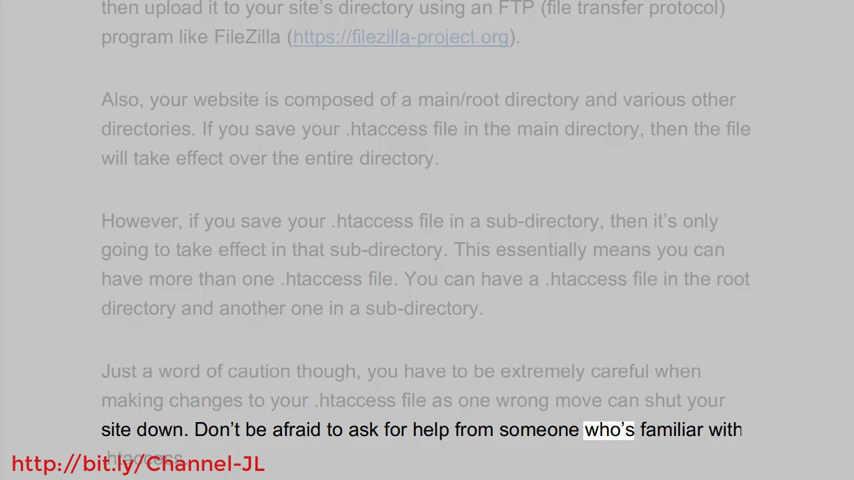 then upload it to your site's directory using an FTP (file transfer protocol)
program like FileZilla (https://filezilla-project.org).
Also, your website is composed of a main/root directory and various other
directories. If you save your .htaccess file in the main directory, then the file
will take effect over the entire directory.
However, if you save your .htaccess file in a sub-directory, then it's only
going to take effect in that sub-directory. This essentially means you can
have more than one .htaccess file. You can have a .htaccess file in the root
directory and another one in a sub-directory.
Just a word of caution though, you have to be extremely careful when
making changes to your .htaccess file as one wrong move can shut your
site down. Don't be afraid to ask for help from someone who's familiar with
.htaccess.
http://bit.ly/Channel-JL